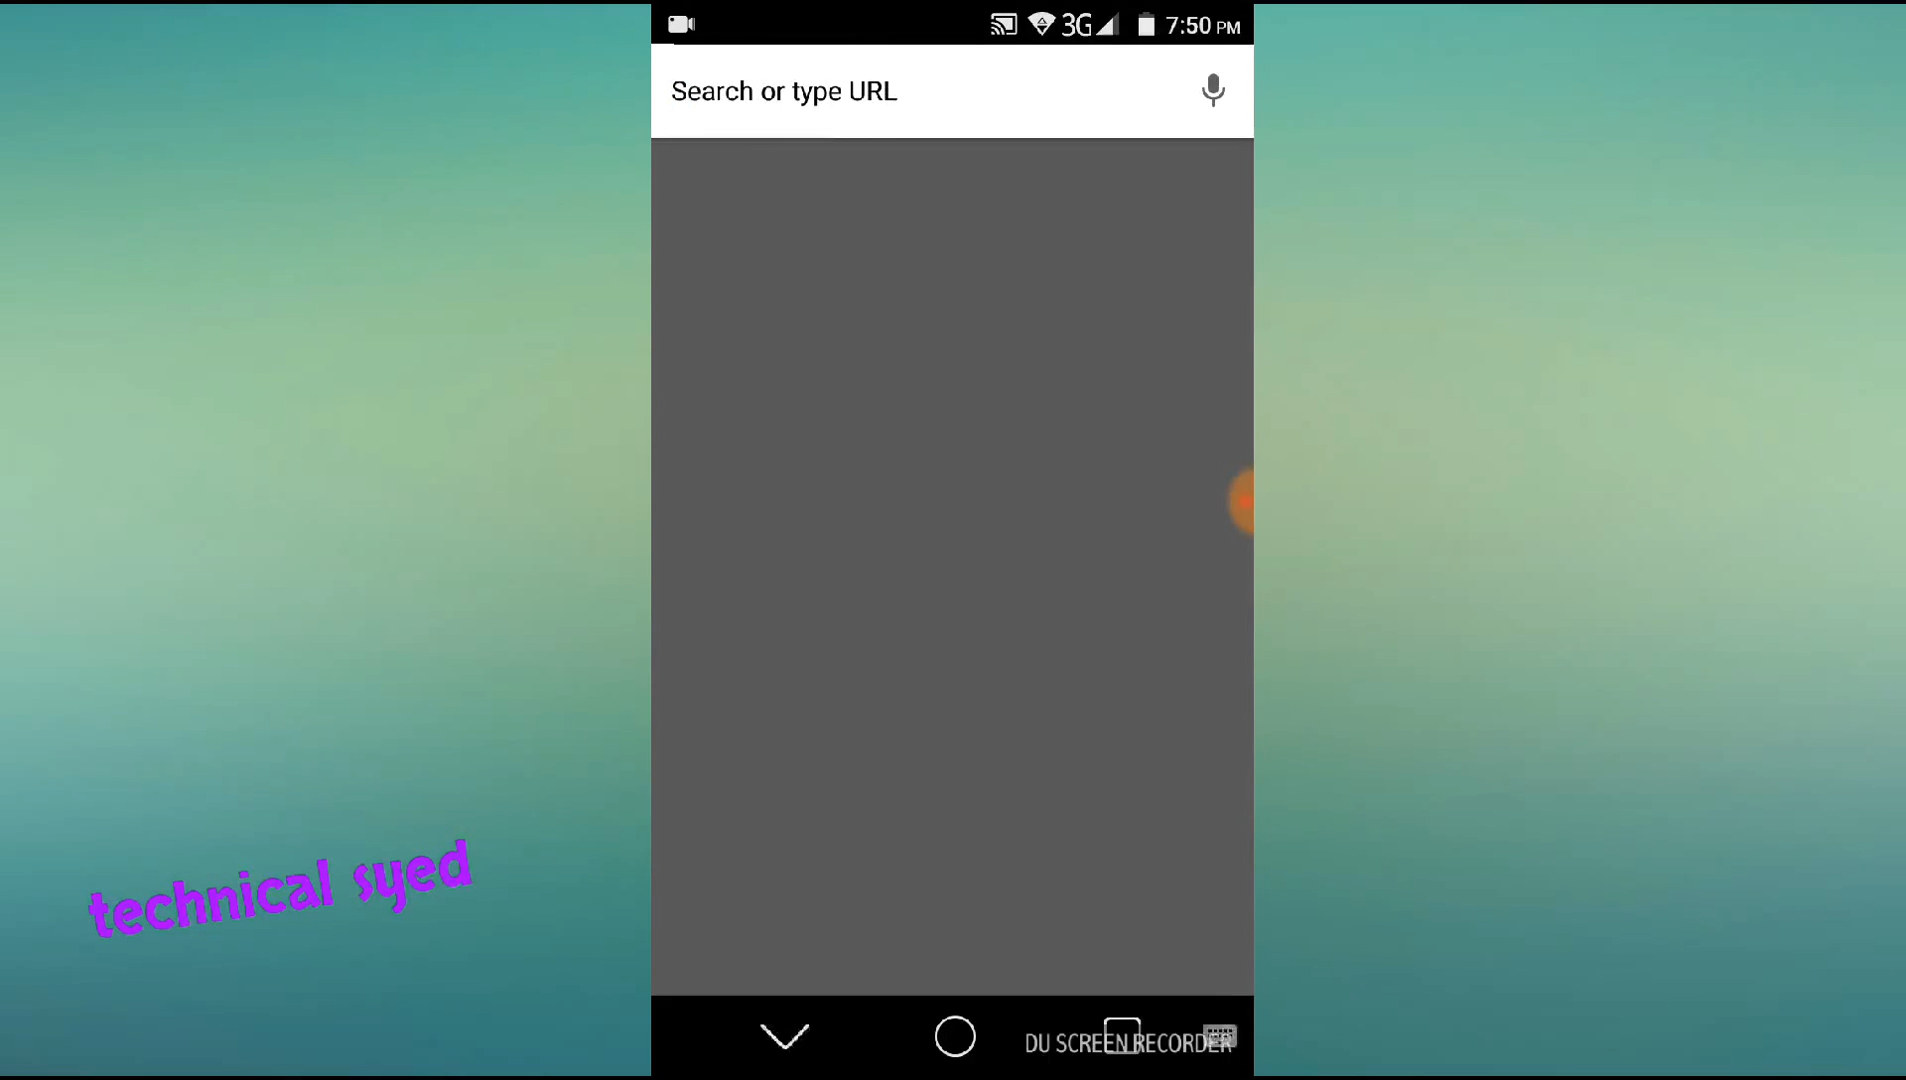 3G 7:50 PM
Search or type URL
technical syed
DU SCREEN RECORDER